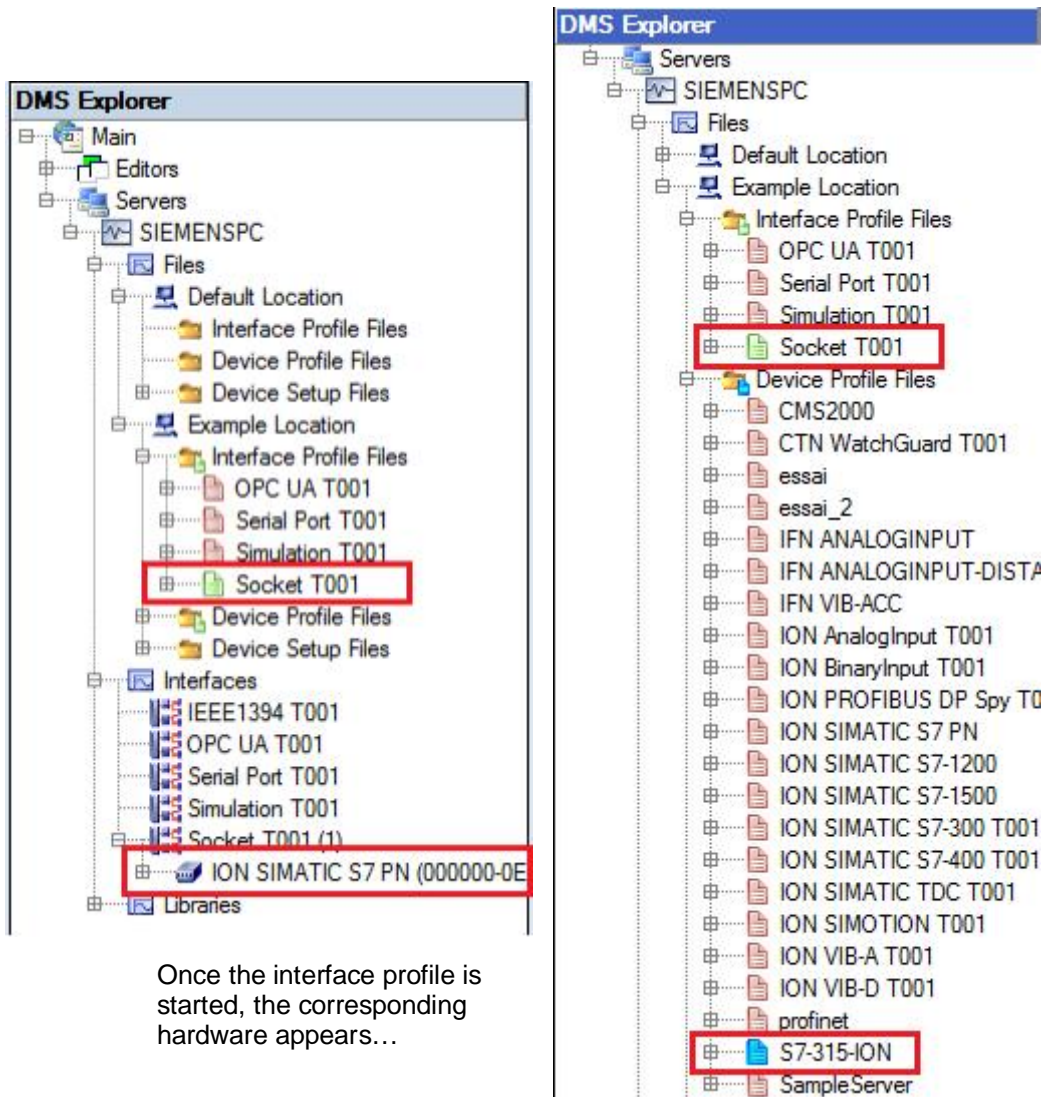 DMS Explorer
Main
Editors
Servers
SIEMENSPC
Files
Default Location
Interface Profile Files
Device Profile Files
Device Setup Files
Example Location
Interface Profile Files
OPC UA T001
Serial Port T001
Simulation T001
Socket T001
Device Profile Files
Device Setup Files
Interfaces
IEEE1394 T001
OPC UA T001
Serial Port T001
Simulation T001
Socket T001 (1)
ION SIMATIC S7 PN (000000-0E
Libraries
Once the interface profile is
started, the corresponding
hardware appears…
DMS Explorer
Servers
SIEMENSPC
Files
Default Location
Example Location
Interface Profile Files
OPC UA T001
Serial Port T001
Simulation T001
Socket T001
Device Profile Files
CMS2000
CTN WatchGuard T001
essai
essai_2
IFN ANALOGINPUT
IFN ANALOGINPUT-DISTA
IFN VIB-ACC
ION AnalogInput T001
ION BinaryInput T001
ION PROFIBUS DP Spy T0
ION SIMATIC S7 PN
ION SIMATIC S7-1200
ION SIMATIC S7-1500
ION SIMATIC S7-300 T001
ION SIMATIC S7-400 T001
ION SIMATIC TDC T001
ION SIMOTION T001
ION VIB-A T001
ION VIB-D T001
profinet
S7-315-ION
SampleServer